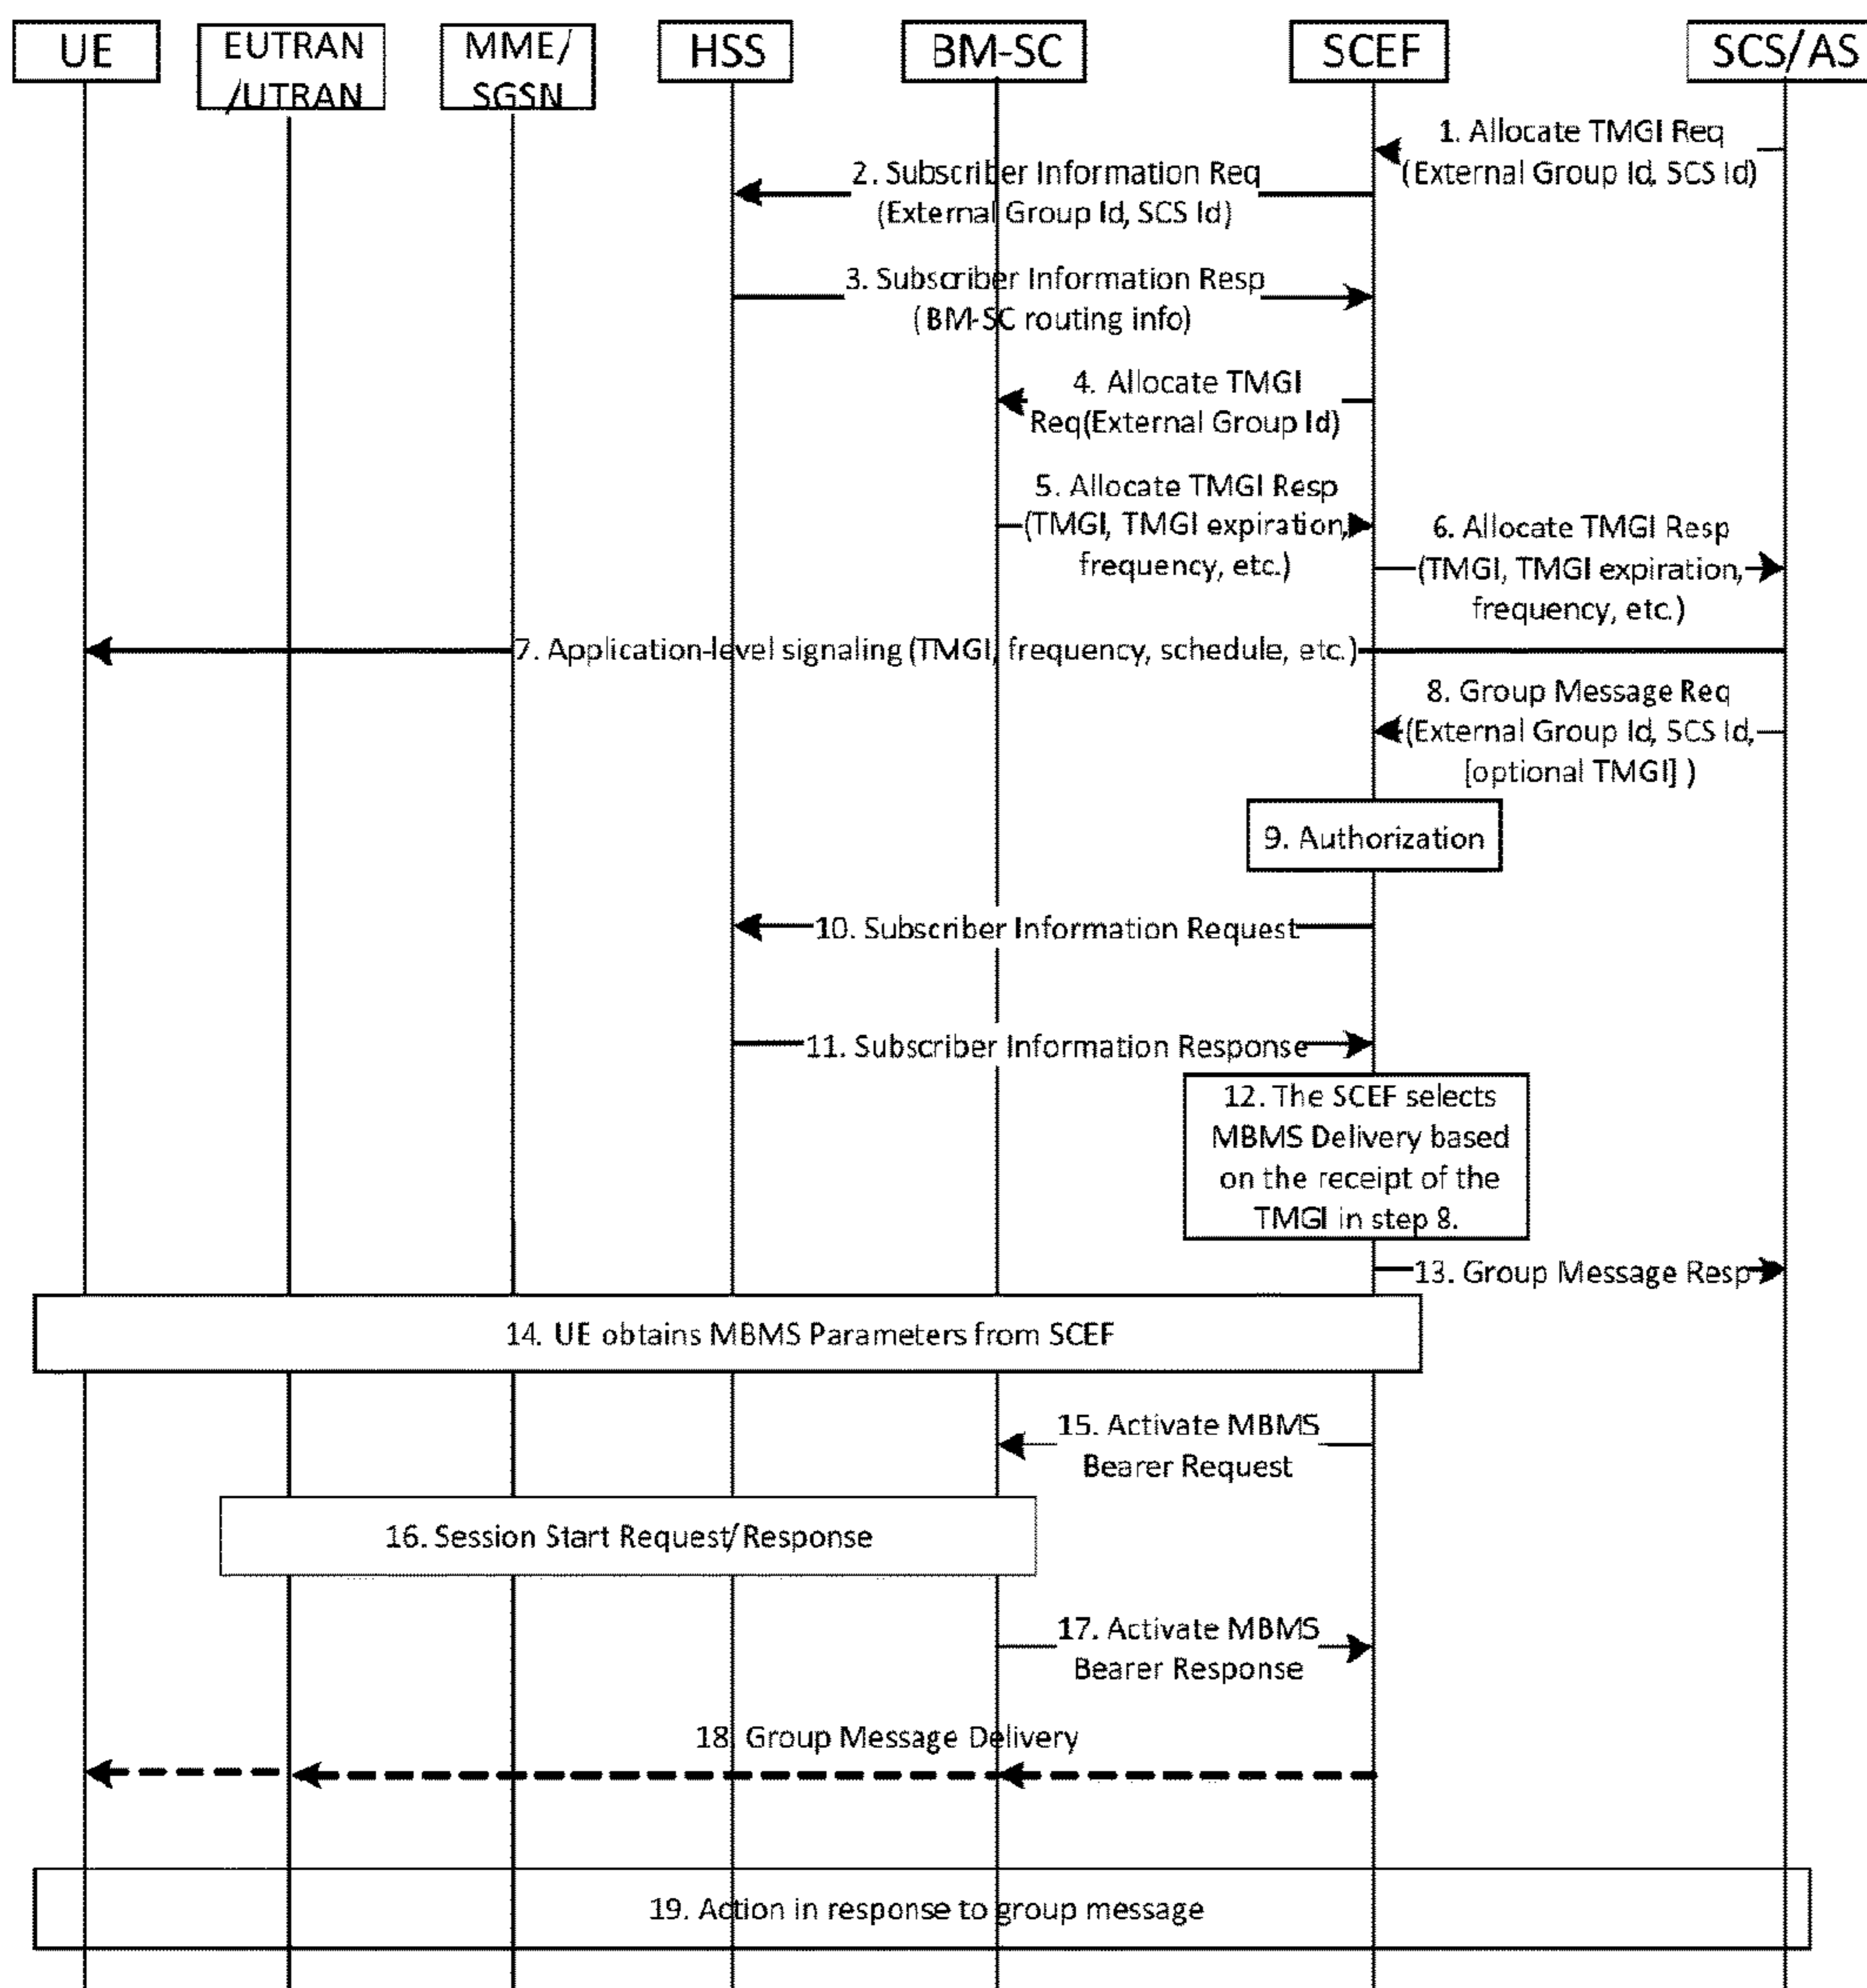 UE
EUTRAN
/UTRAN
MME/
SGSN
HSS
BM-SC
SCEF
SCS/AS
1. Allocate TMGI Req
(External Group Id, SCS Id)
2. Subscriber Information Req
(External Group Id, SCS Id)
3. Subscriber Information Resp
( BM-SC routing info)
4. Allocate TMGI
Req(External Group Id)
5. Allocate TMGI Resp
(TMGI, TMGI expiration,
frequency, etc.)
6. Allocate TMGI Resp
(TMGI, TMGI expiration,
frequency, etc.)
7. Application-level signaling (TMGI, frequency, schedule, etc.)
8. Group Message Req
(External Group Id, SCS Id,
[optional TMGI] )
9. Authorization
10. Subscriber Information Request
11. Subscriber Information Response
12. The SCEF selects
MBMS Delivery based
on the receipt of the
TMGI in step 8.
13. Group Message Resp
14. UE obtains MBMS Parameters from SCEF
15. Activate MBMS
Bearer Request
16. Session Start Request/Response
17. Activate MBMS
Bearer Response
18. Group Message Delivery
19. Action in response to group message